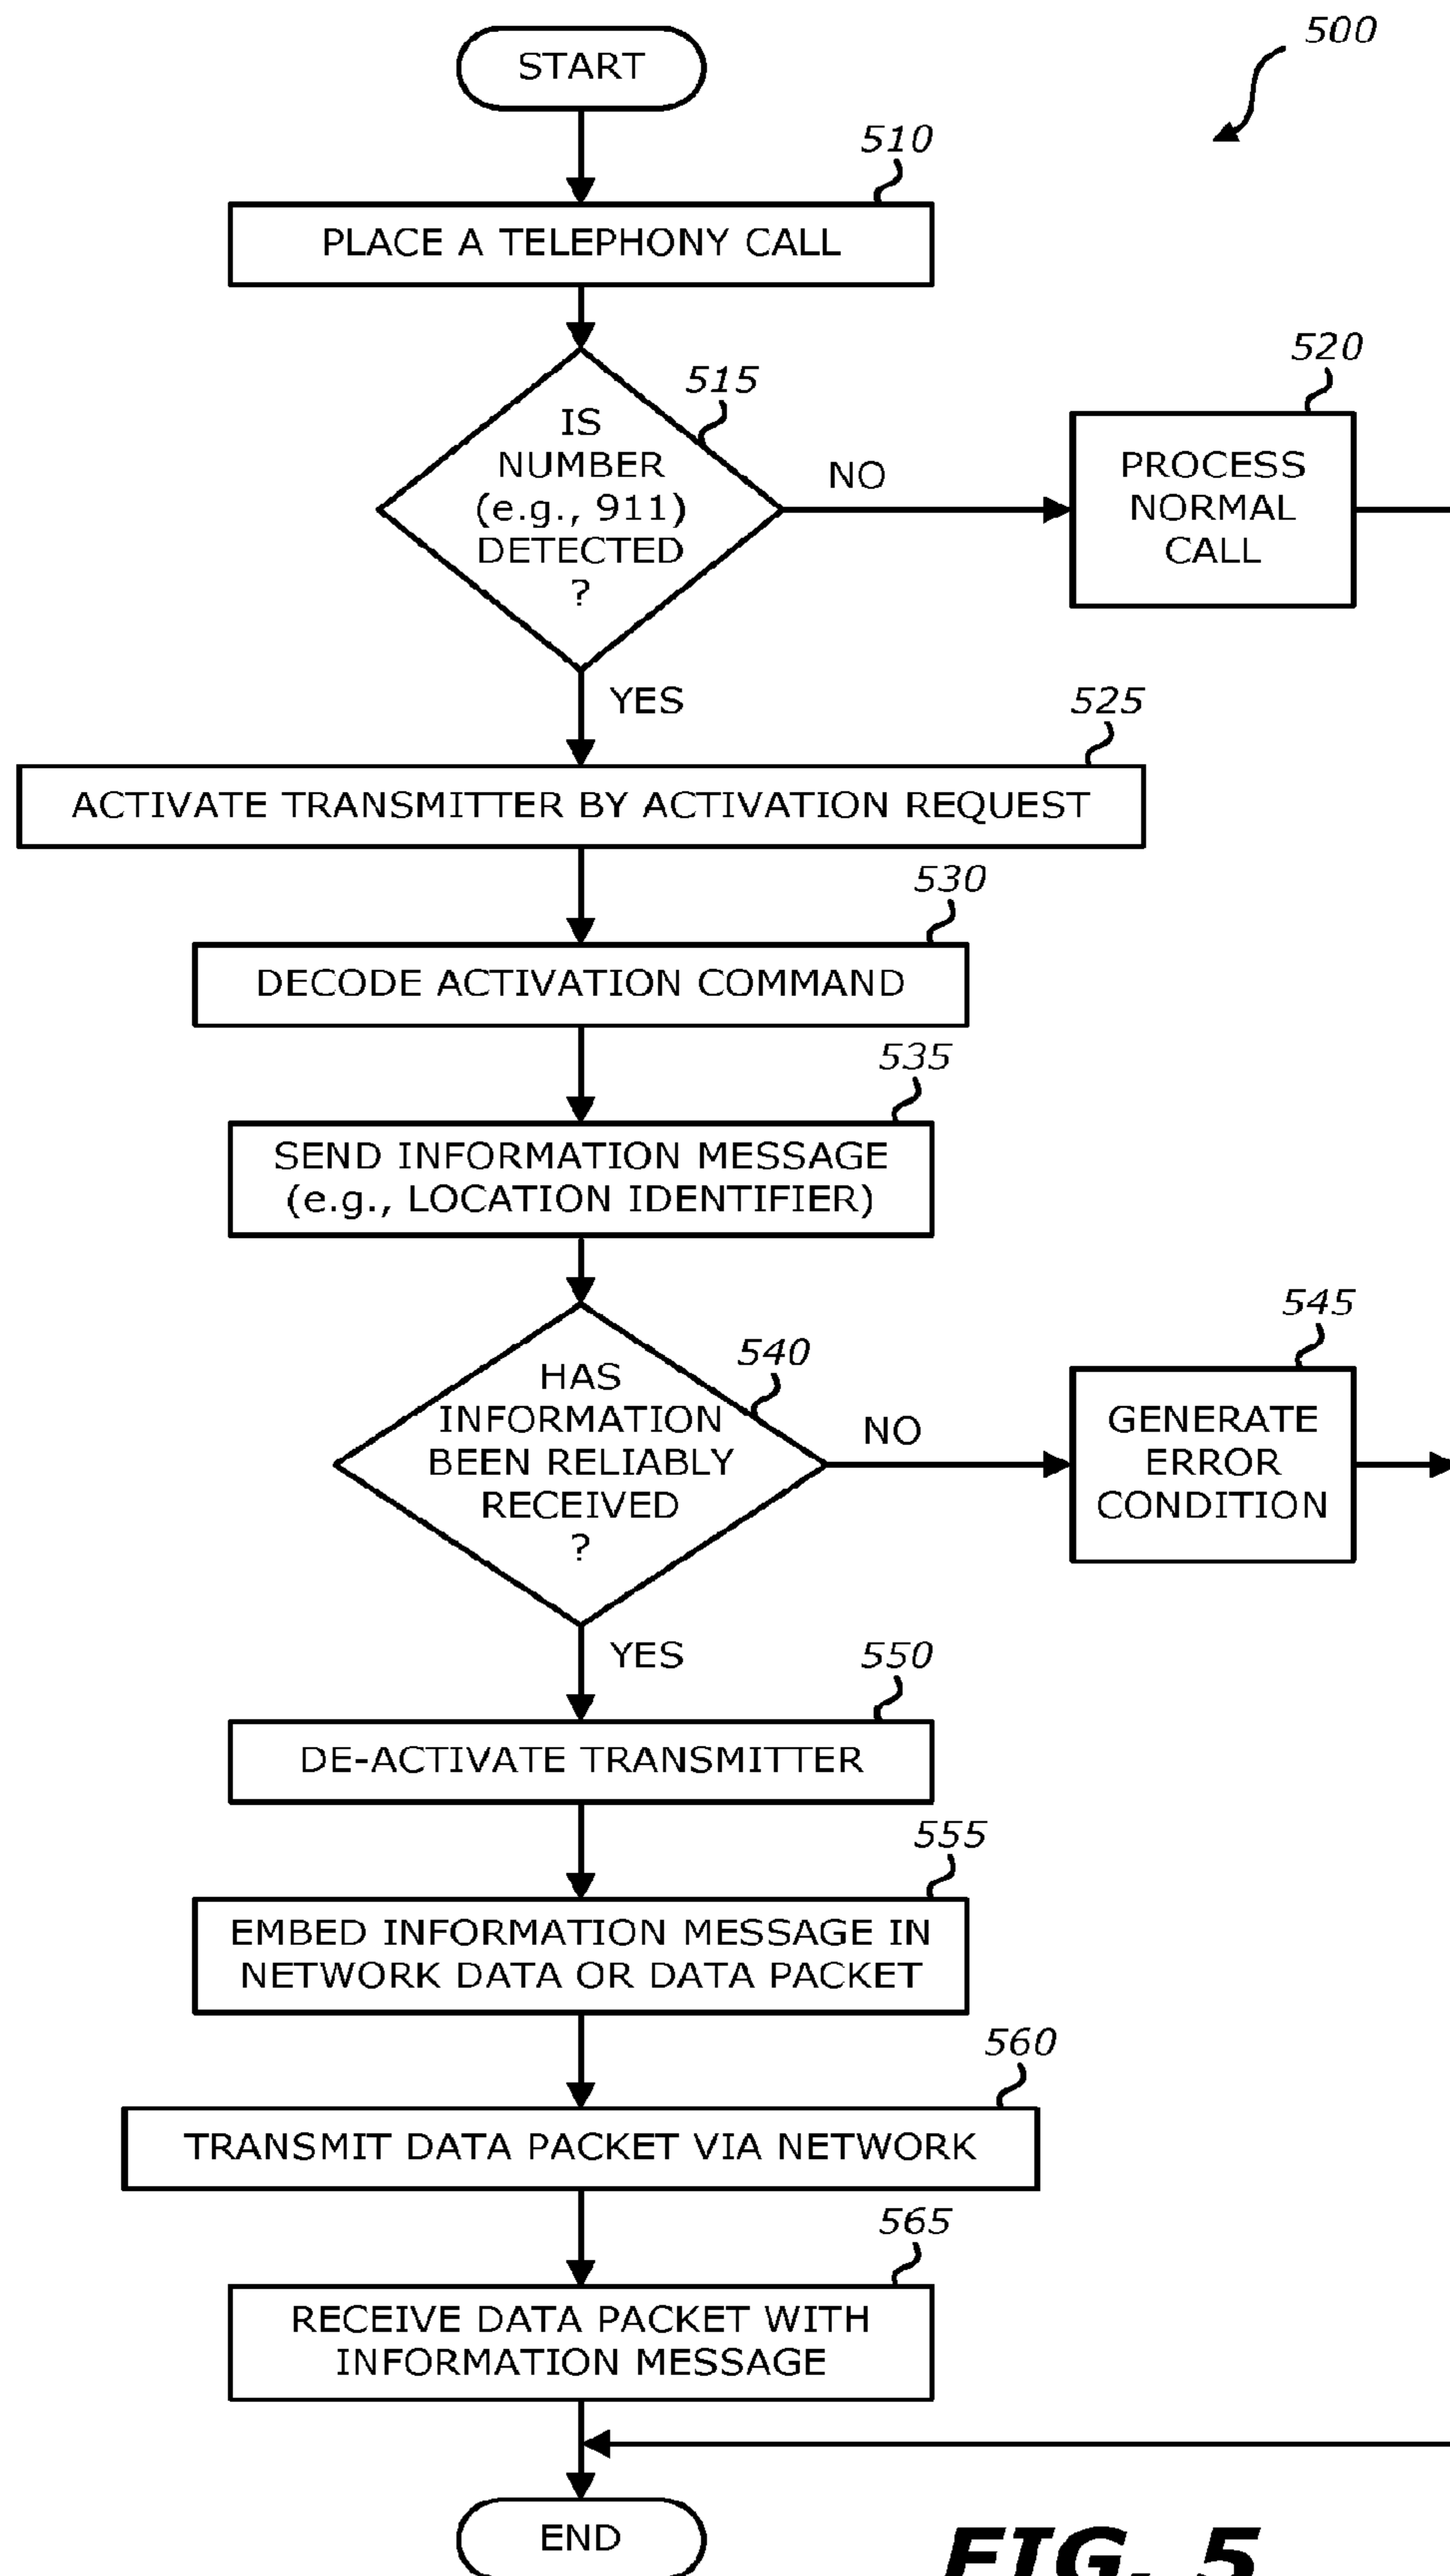 START
500
510
PLACE A TELEPHONY CALL
515
IS
NUMBER
(e.g., 911)
DETECTED
?
NO
520
PROCESS
NORMAL
CALL
YES
525
ACTIVATE TRANSMITTER BY ACTIVATION REQUEST
530
DECODE ACTIVATION COMMAND
535
SEND INFORMATION MESSAGE
(e.g., LOCATION IDENTIFIER)
540
HAS
INFORMATION
BEEN RELIABLY
RECEIVED
?
NO
545
GENERATE
ERROR
CONDITION
YES
550
DE-ACTIVATE TRANSMITTER
555
EMBED INFORMATION MESSAGE IN
NETWORK DATA OR DATA PACKET
560
TRANSMIT DATA PACKET VIA NETWORK
565
RECEIVE DATA PACKET WITH
INFORMATION MESSAGE
END
FIG. 5